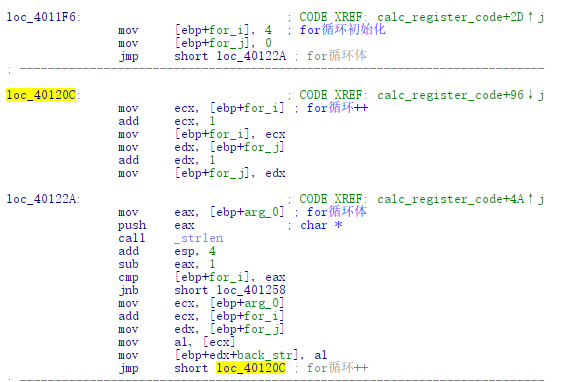 loc_4011F6: ; CODE XREF: calc_register_code+2D↑j
mov [ebp+for_i], 4 ; for循环初始化
mov [ebp+for_j], 0
jmp short loc_40122A ; for循环体
; ---------------------------------------------------------------------------
loc_40120C: ; CODE XREF: calc_register_code+96↓j
mov ecx, [ebp+for_i] ; for循环++
add ecx, 1
mov [ebp+for_i], ecx
mov edx, [ebp+for_j]
add edx, 1
mov [ebp+for_j], edx
loc_40122A: ; CODE XREF: calc_register_code+4A↑j
mov eax, [ebp+arg_0] ; for循环体
push eax ; char *
call _strlen
add esp, 4
sub eax, 1
cmp [ebp+for_i], eax
jnb short loc_401258
mov ecx, [ebp+arg_0]
add ecx, [ebp+for_i]
mov edx, [ebp+for_j]
mov al, [ecx]
mov [ebp+edx+back_str], al
jmp short loc_40120C ; for循环++
; ---------------------------------------------------------------------------